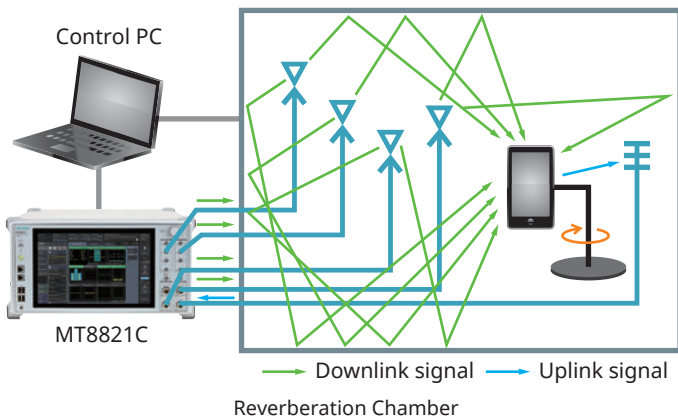 Control PC
MT8821C
Downlink signal
Uplink signal
Reverberation Chamber